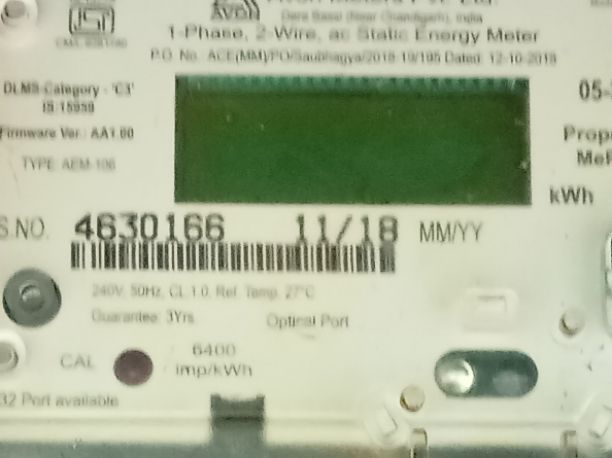 AVON
Dera Bassi (Near Chandigarh), India
1-Phase, 2-Wire, ac Static Energy Meter
P.O. No. ACE(MM)/PO/Saubhagya/2018-19/195 Dated: 12-10-2018
DLMS Category - 'C3'
IS:15959
Firmware Ver.: AA1.00
TYPE: AEM-106
05-
Prop
MeP
kWh
S.NO. 4630166 11/18 MM/YY
240V, 50Hz, CL 1.0, Ref. Temp. 27°C
Guarantee: 3Yrs.
Optical Port
CAL
6400
imp/kWh
32 Port available